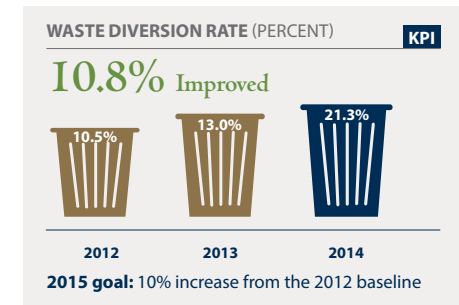 WASTE DIVERSION RATE (PERCENT)
KPI
10.8% Improved
10.5%
13.0%
21.3%
2012
2013
2014
2015 goal: 10% increase from the 2012 baseline